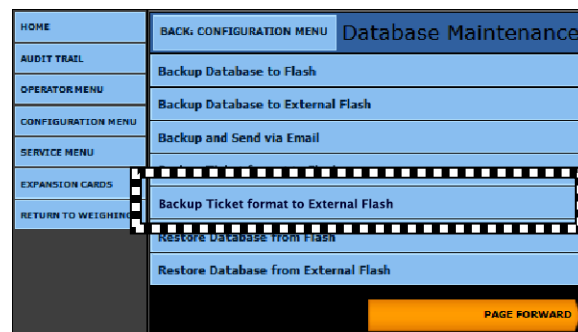 HOME
AUDIT TRAIL
OPERATOR MENU
CONFIGURATION MENU
SERVICE MENU
EXPANSION CARDS
RETURN TO WEIGHING
BACK: CONFIGURATION MENU
Database Maintenance
Backup Database to Flash
Backup Database to External Flash
Backup and Send via Email
Backup Ticket format to External Flash
Restore Database from Flash
Restore Database from External Flash
PAGE FORWARD